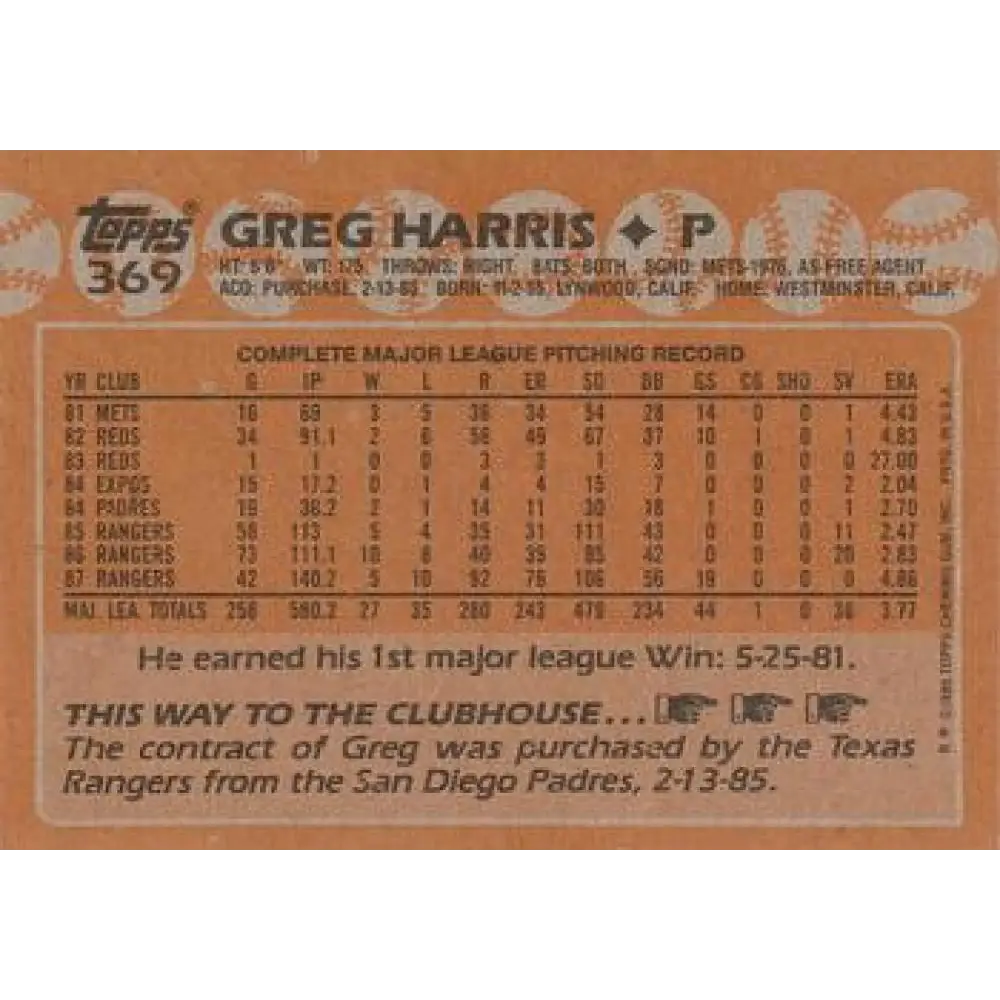 Topps®
369
GREG HARRIS ✦ P
WT: 175. THROWS: RIGHT. BATS: BOTH. SGND: METS-1976, AS FREE AGENT
ACQ: PURCHASE, 2-13-85. BORN: LYNWOOD, CALIF. HOME: WESTMINSTER, CALIF.
COMPLETE MAJOR LEAGUE PITCHING RECORD
YR CLUB G IP W L R ER SO BB GS CG SHO SV ERA
81 METS 16 69 3 5 36 34 54 28 14 0 0 1 4.43
82 REDS 34 91.1 2 6 56 49 67 37 10 1 0 1 4.83
83 REDS 1 1 0 0 3 3 1 3 0 0 0 0 27.00
84 EXPOS 15 17.2 0 1 4 4 15 7 0 0 0 2 2.04
84 PADRES 19 36.2 2 1 14 11 30 18 1 0 0 1 2.70
85 RANGERS 58 113 5 4 35 31 111 43 0 0 0 11 2.47
86 RANGERS 73 111.1 10 8 40 35 95 42 0 0 0 20 2.83
87 RANGERS 42 140.2 5 10 92 76 106 56 19 0 0 0 4.86
MAJ. LEA. TOTALS 258 580.2 27 35 280 243 479 234 44 1 0 36 3.77
He earned his 1st major league Win: 5-25-81.
THIS WAY TO THE CLUBHOUSE...
The contract of Greg was purchased by the Texas
Rangers from the San Diego Padres, 2-13-85.
TOPPS CHEWING GUM, INC. PRTD. IN U.S.A.